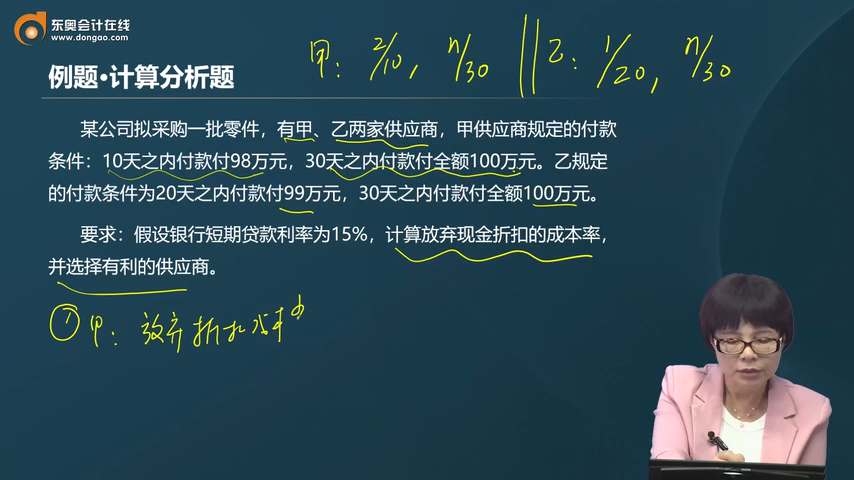 东奥会计在线
www.dongao.com
甲: 2/10, n/30 || 乙: 1/20, n/30
例题•计算分析题
某公司拟采购一批零件，有甲、乙两家供应商，甲供应商规定的付款
条件：10天之内付款付98万元，30天之内付款付全额100万元。乙规定
的付款条件为20天之内付款付99万元，30天之内付款付全额100万元。
要求：假设银行短期贷款利率为15%，计算放弃现金折扣的成本率，
并选择有利的供应商。
① 甲: 放弃折扣